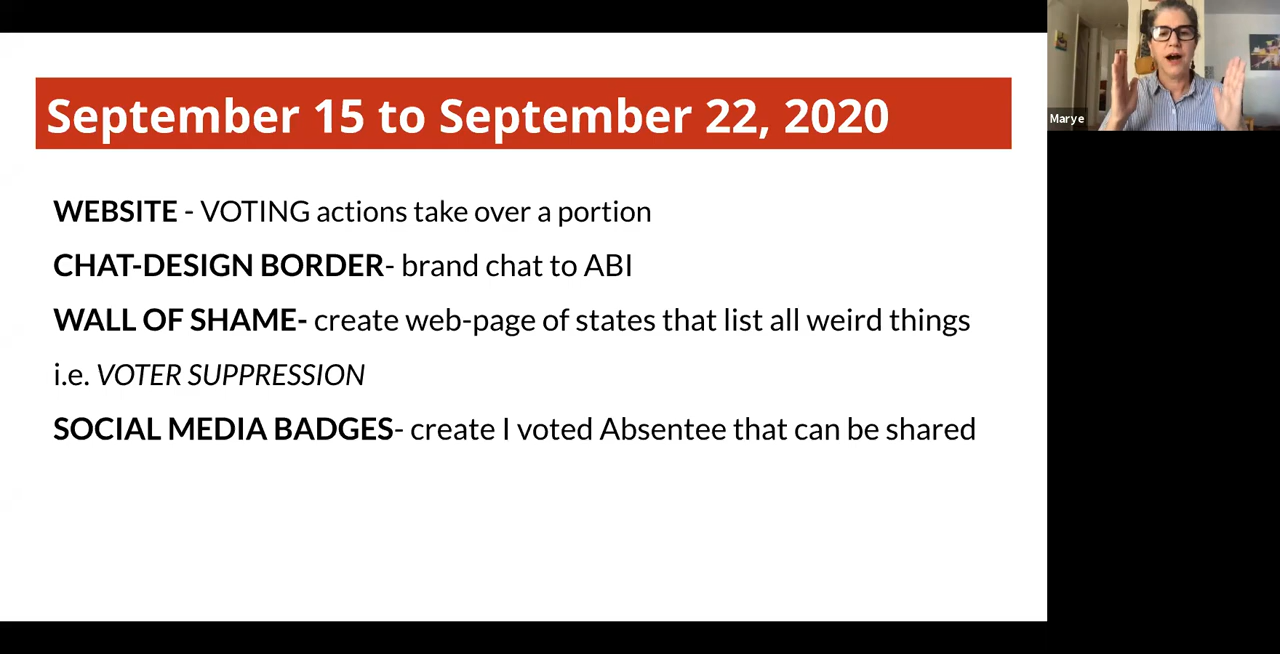 September 15 to September 22, 2020
WEBSITE - VOTING actions take over a portion
CHAT-DESIGN BORDER- brand chat to ABI
WALL OF SHAME- create web-page of states that list all weird things
i.e. VOTER SUPPRESSION
SOCIAL MEDIA BADGES- create I voted Absentee that can be shared
Marye